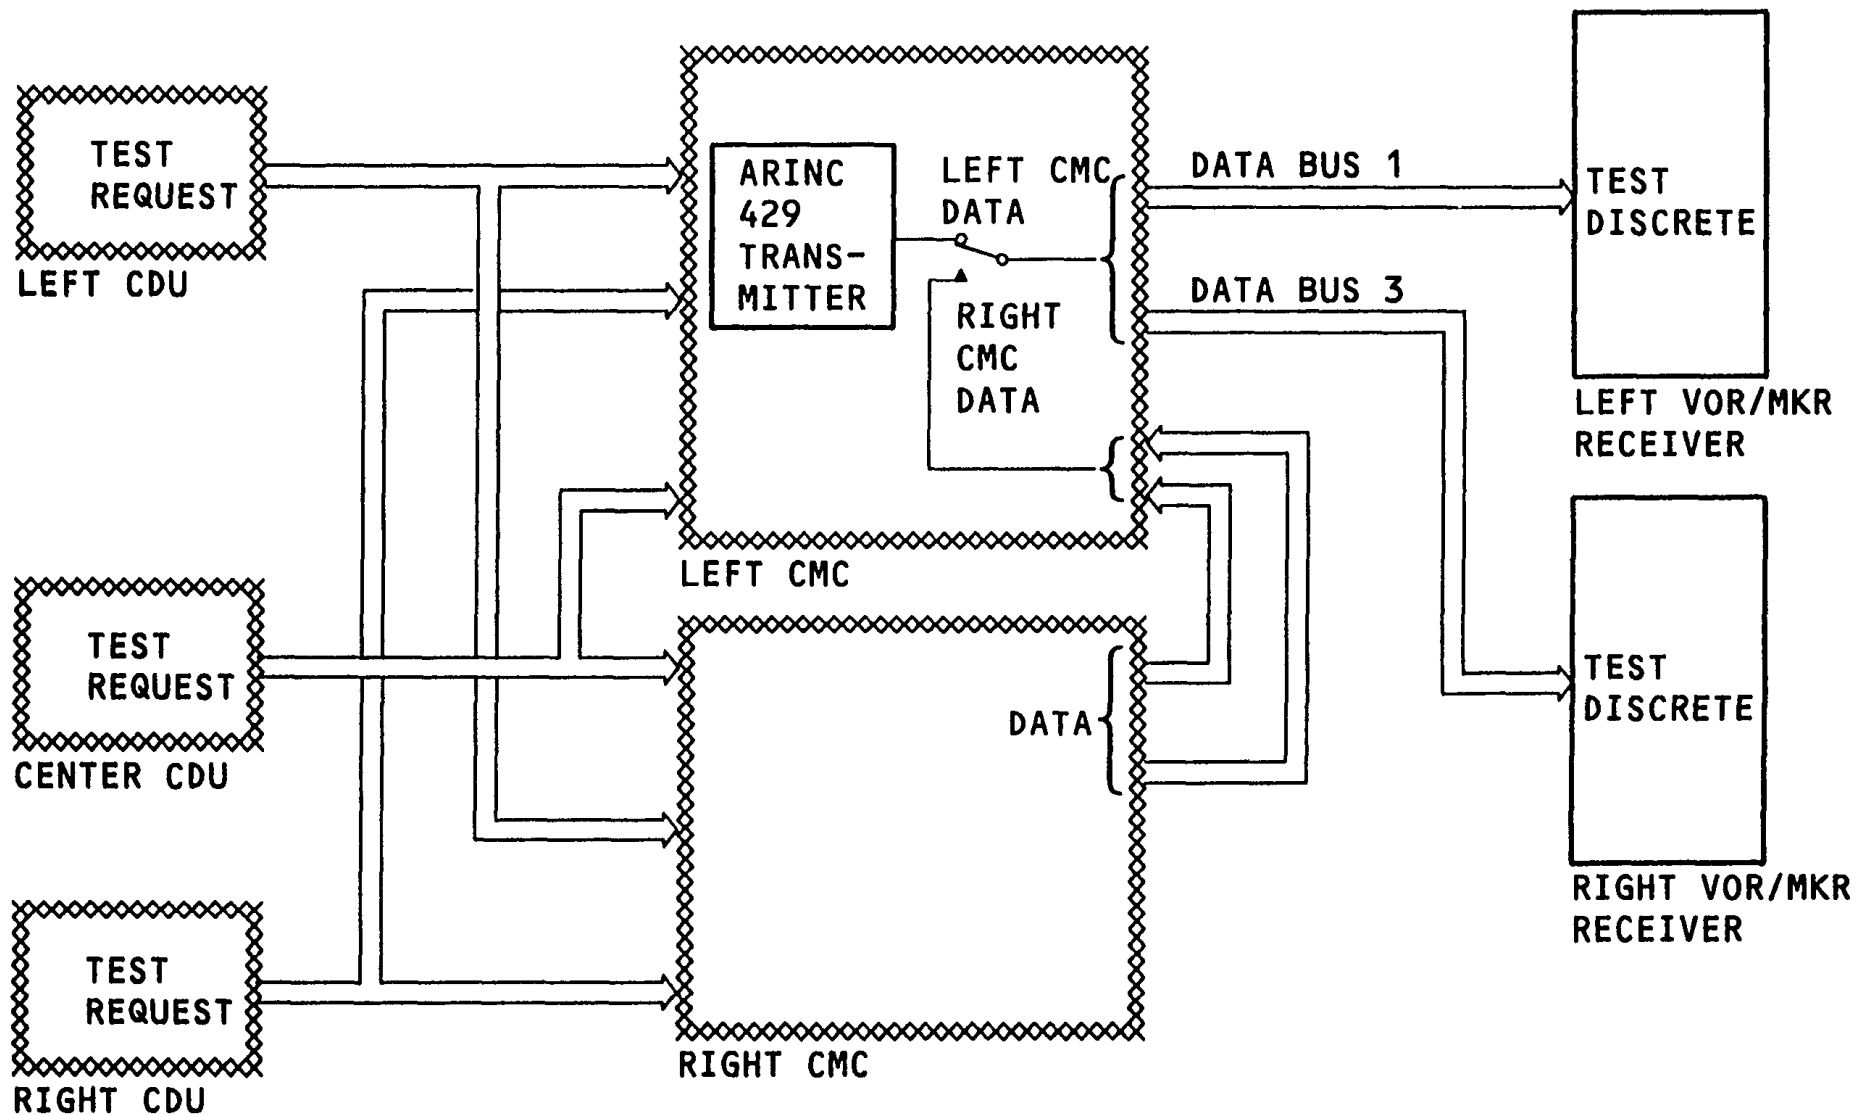 TEST
REQUEST
LEFT CDU
TEST
REQUEST
CENTER CDU
TEST
REQUEST
RIGHT CDU
ARINC
429
TRANS-
MITTER
LEFT CMC
DATA
RIGHT
CMC
DATA
LEFT CMC
DATA
RIGHT CMC
DATA BUS 1
DATA BUS 3
TEST
DISCRETE
LEFT VOR/MKR
RECEIVER
TEST
DISCRETE
RIGHT VOR/MKR
RECEIVER